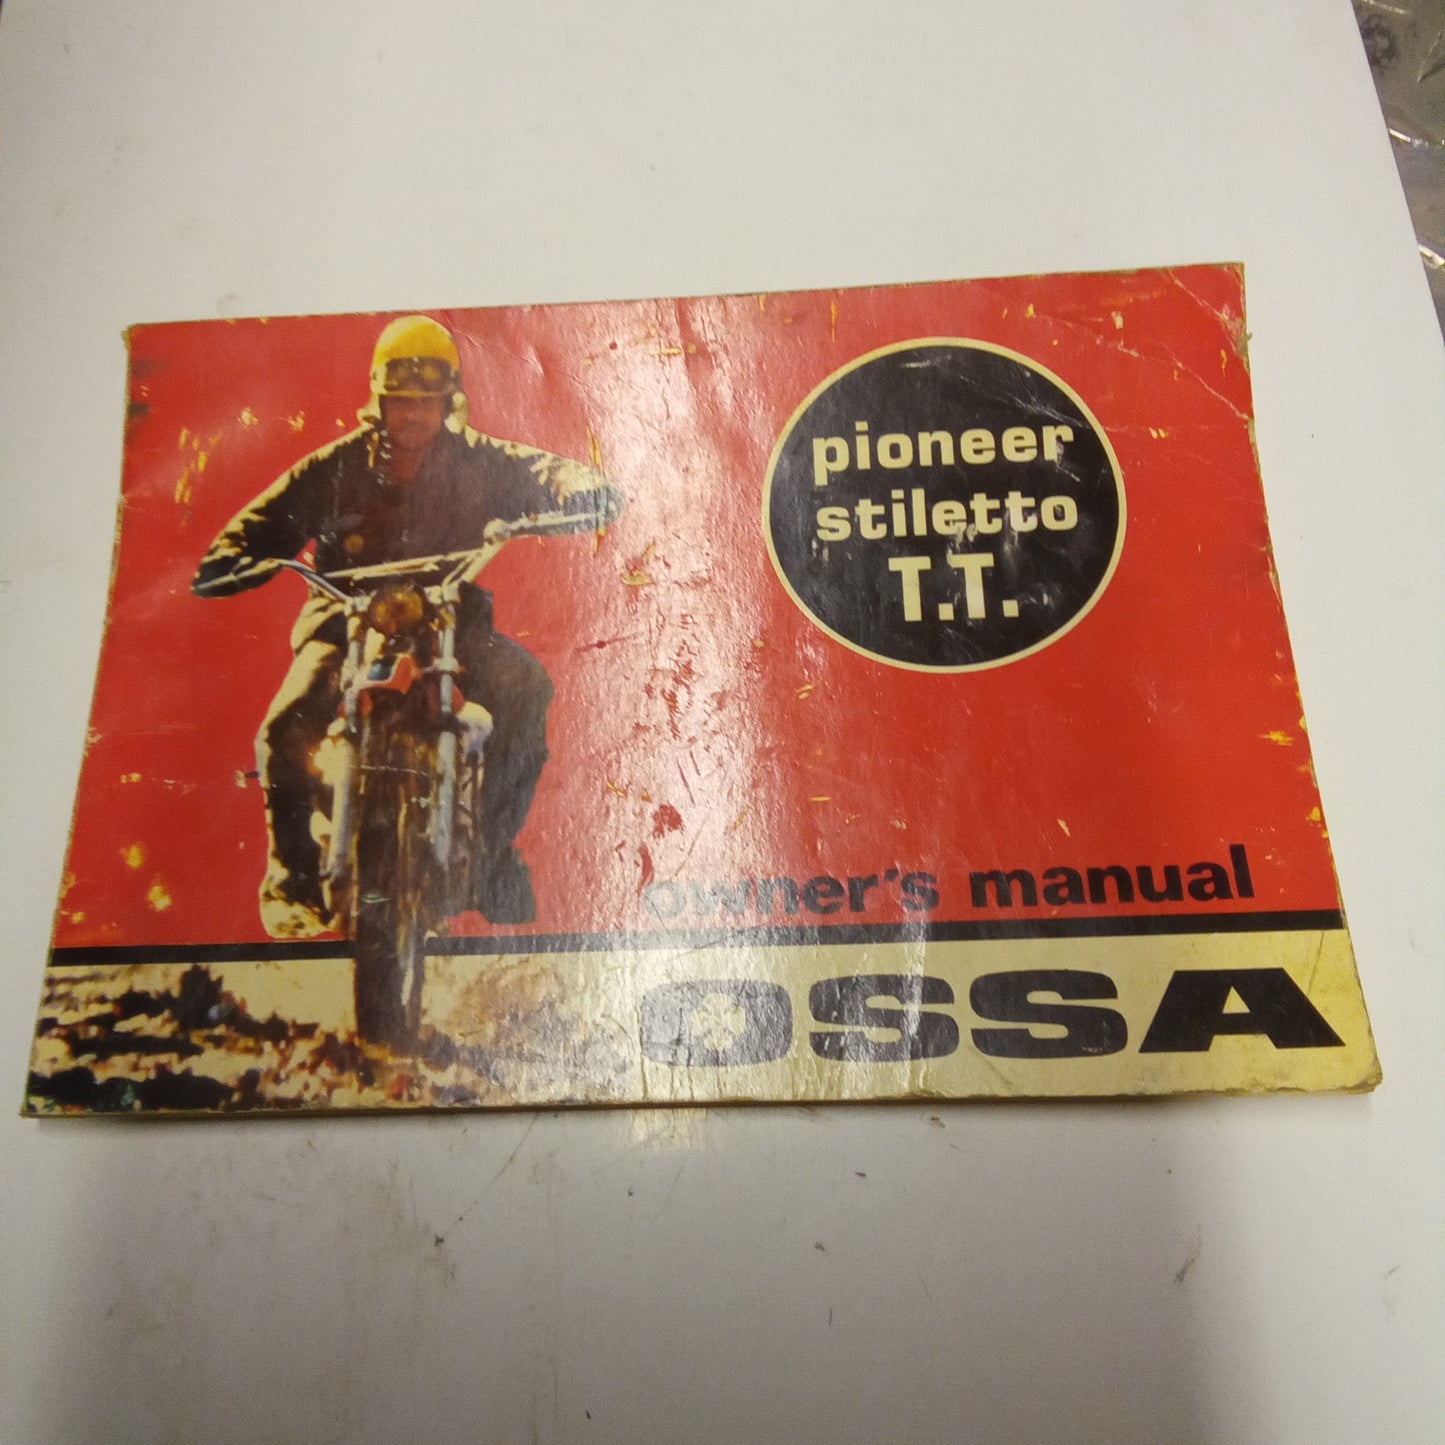 pioneer
stiletto
T.T.
owner's manual
OSSA